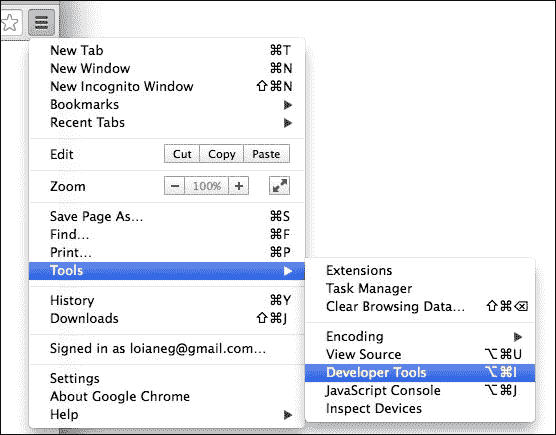 New Tab ⌘T
New Window ⌘N
New Incognito Window ⇧⌘N
Bookmarks
Recent Tabs
Edit Cut Copy Paste
Zoom − 100% +
Save Page As... ⌘S
Find... ⌘F
Print... ⌘P
Tools
History ⌘Y
Downloads ⇧⌘J
Signed in as loianeg@gmail.com...
Settings
About Google Chrome
Help
Extensions
Task Manager
Clear Browsing Data... ⇧⌘⌫
Encoding
View Source ⌥⌘U
Developer Tools ⌥⌘I
JavaScript Console ⌥⌘J
Inspect Devices